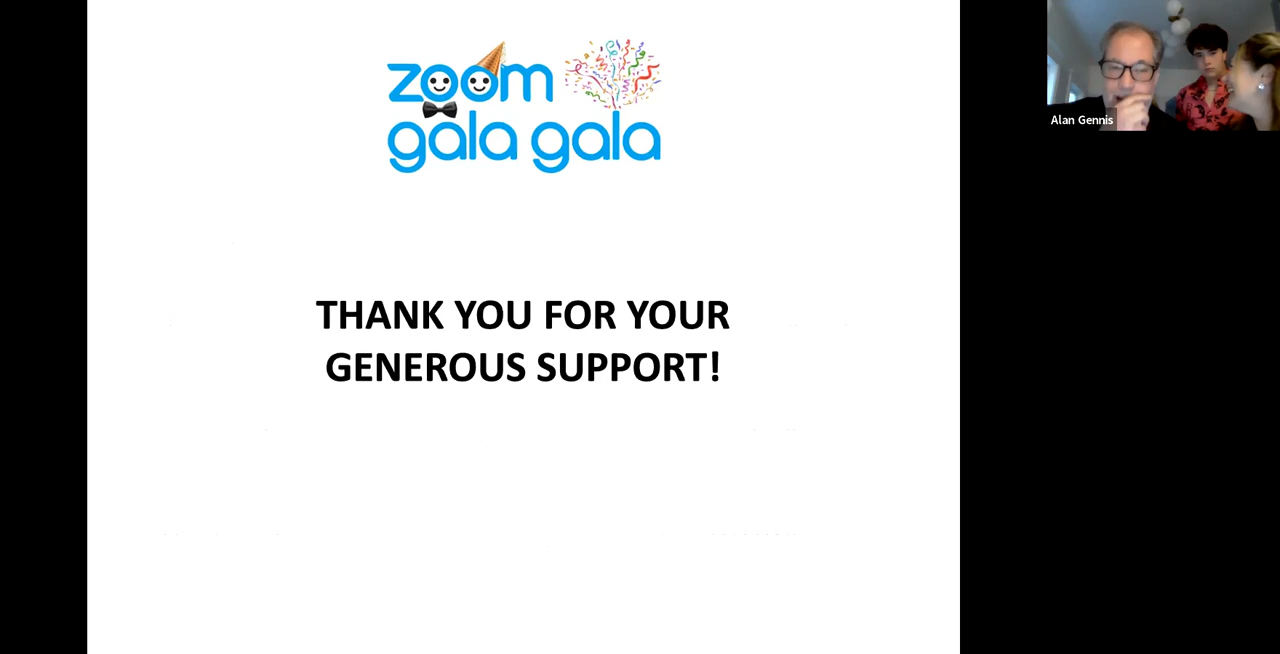 zoom
gala gala
THANK YOU FOR YOUR
GENEROUS SUPPORT!
Alan Gennis